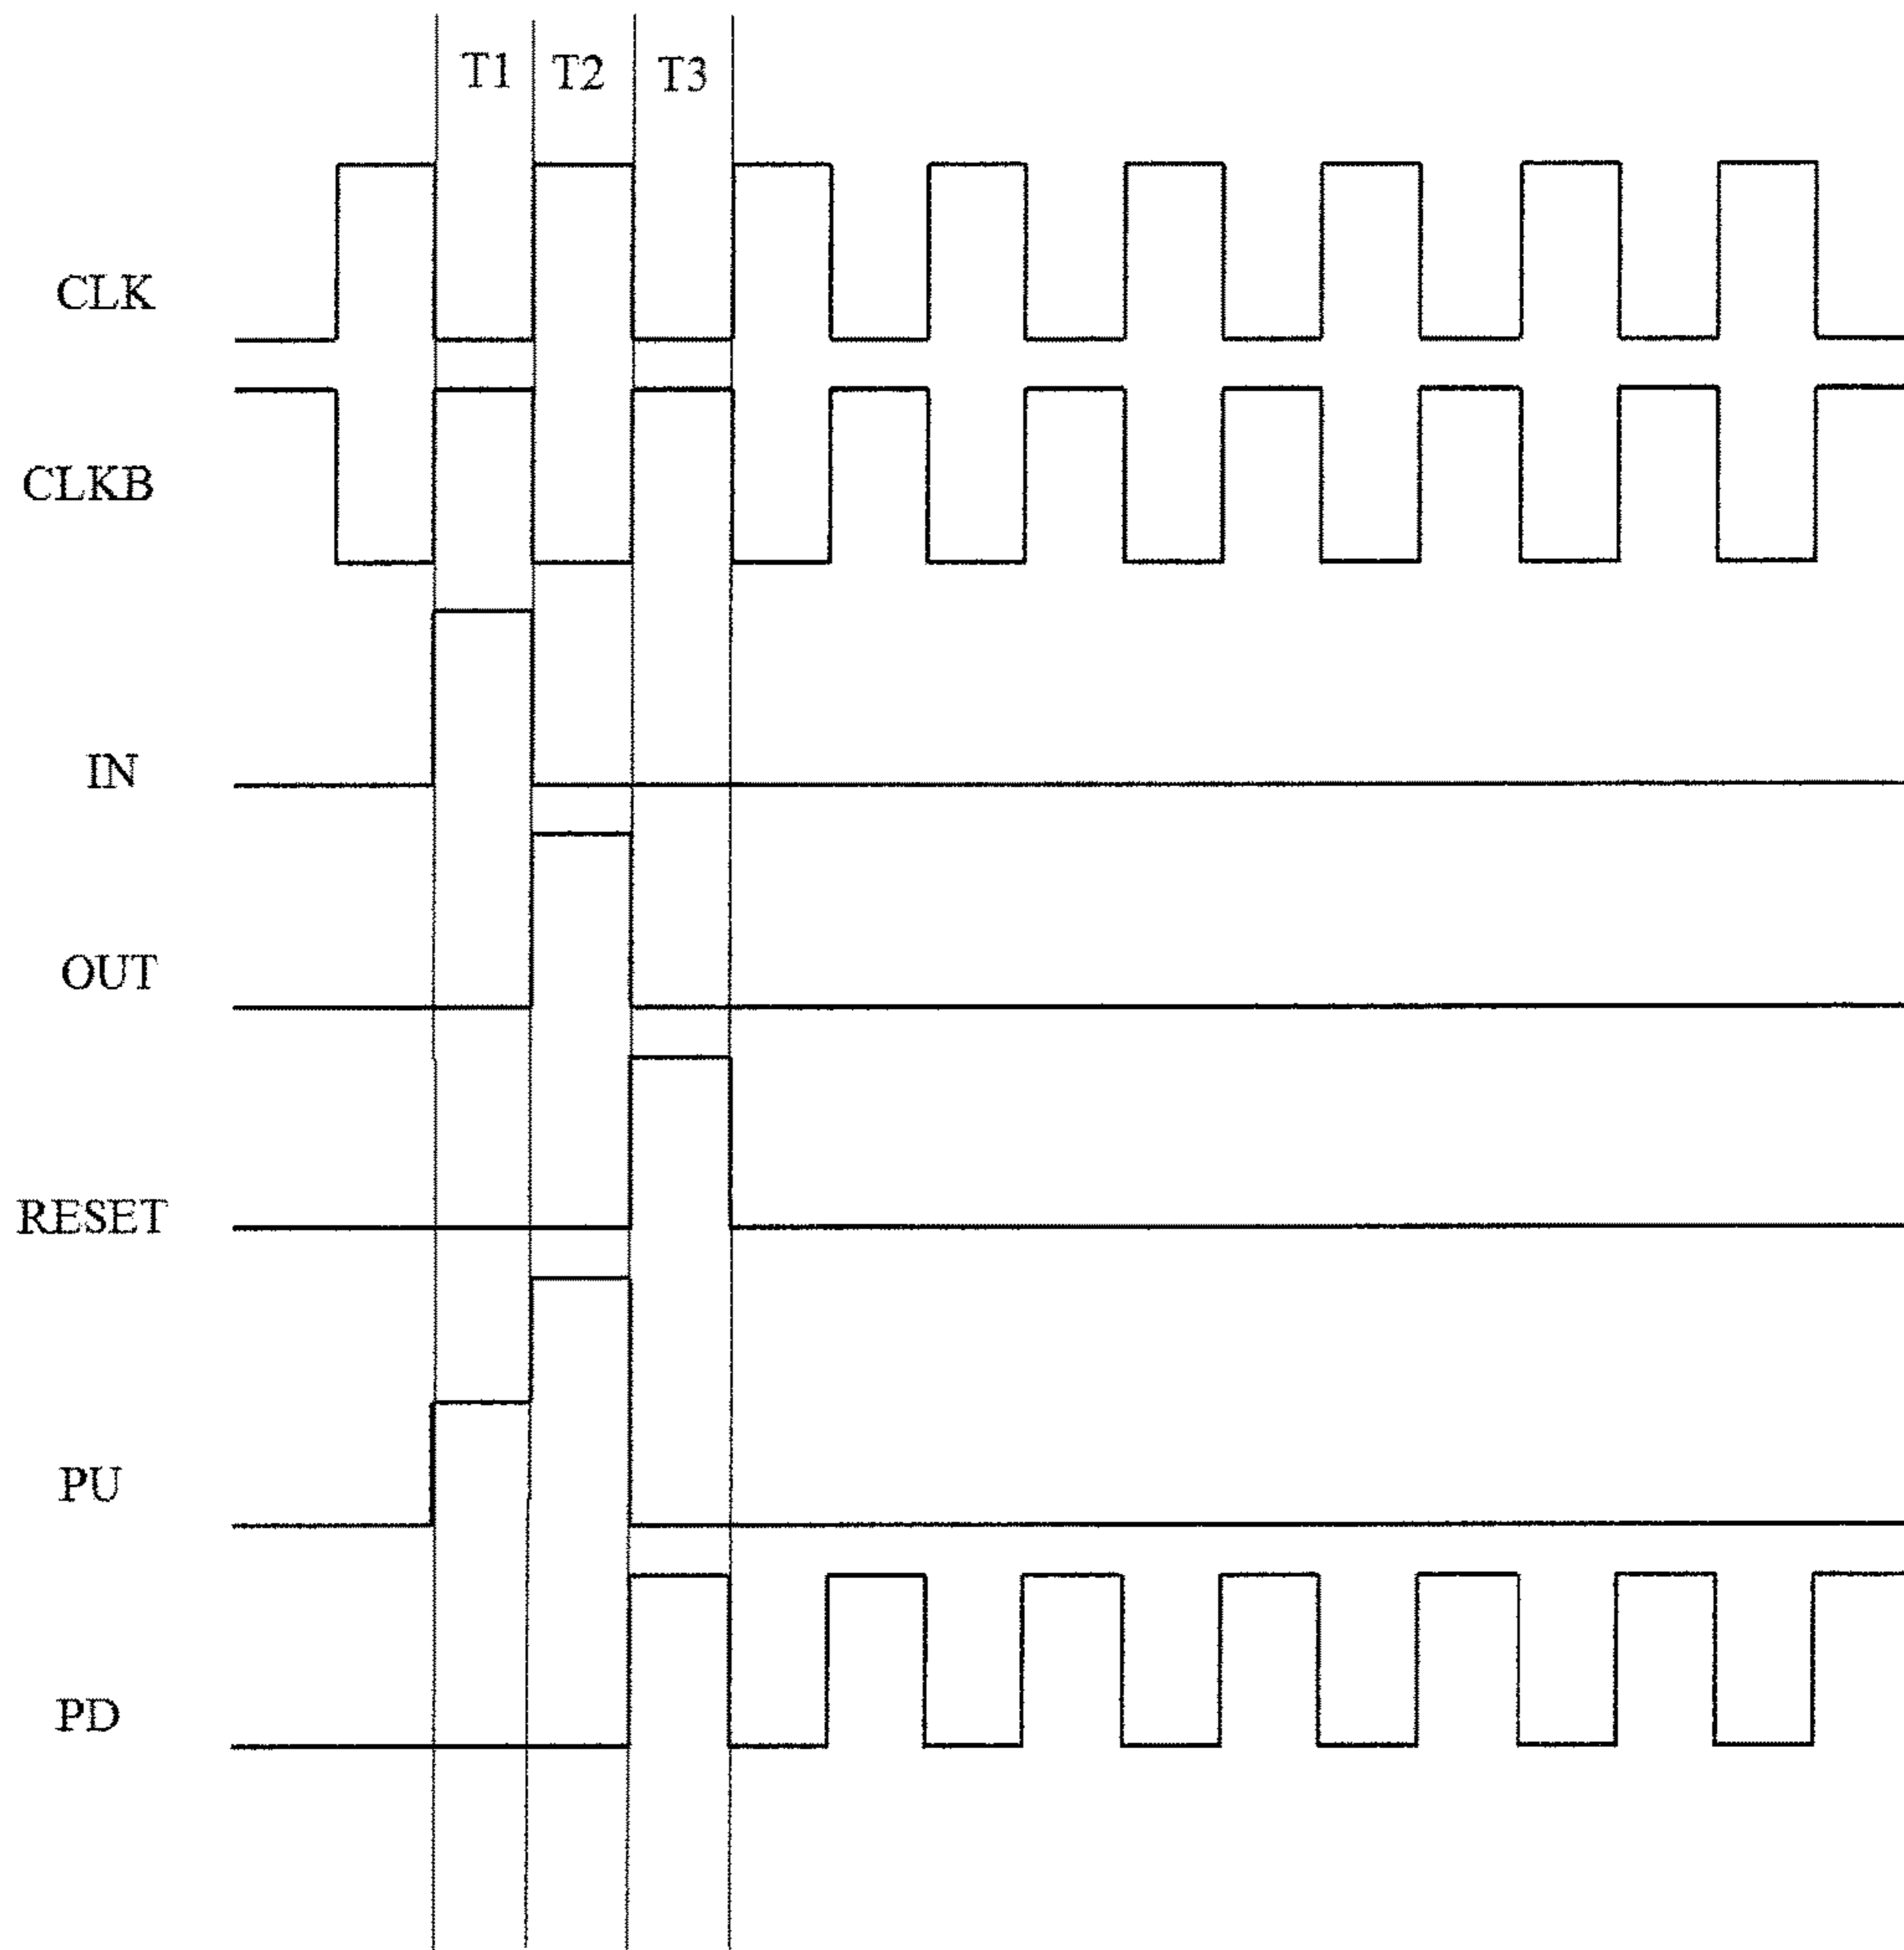 T1 T2 T3
CLK
CLKB
IN
OUT
RESET
PU
PD